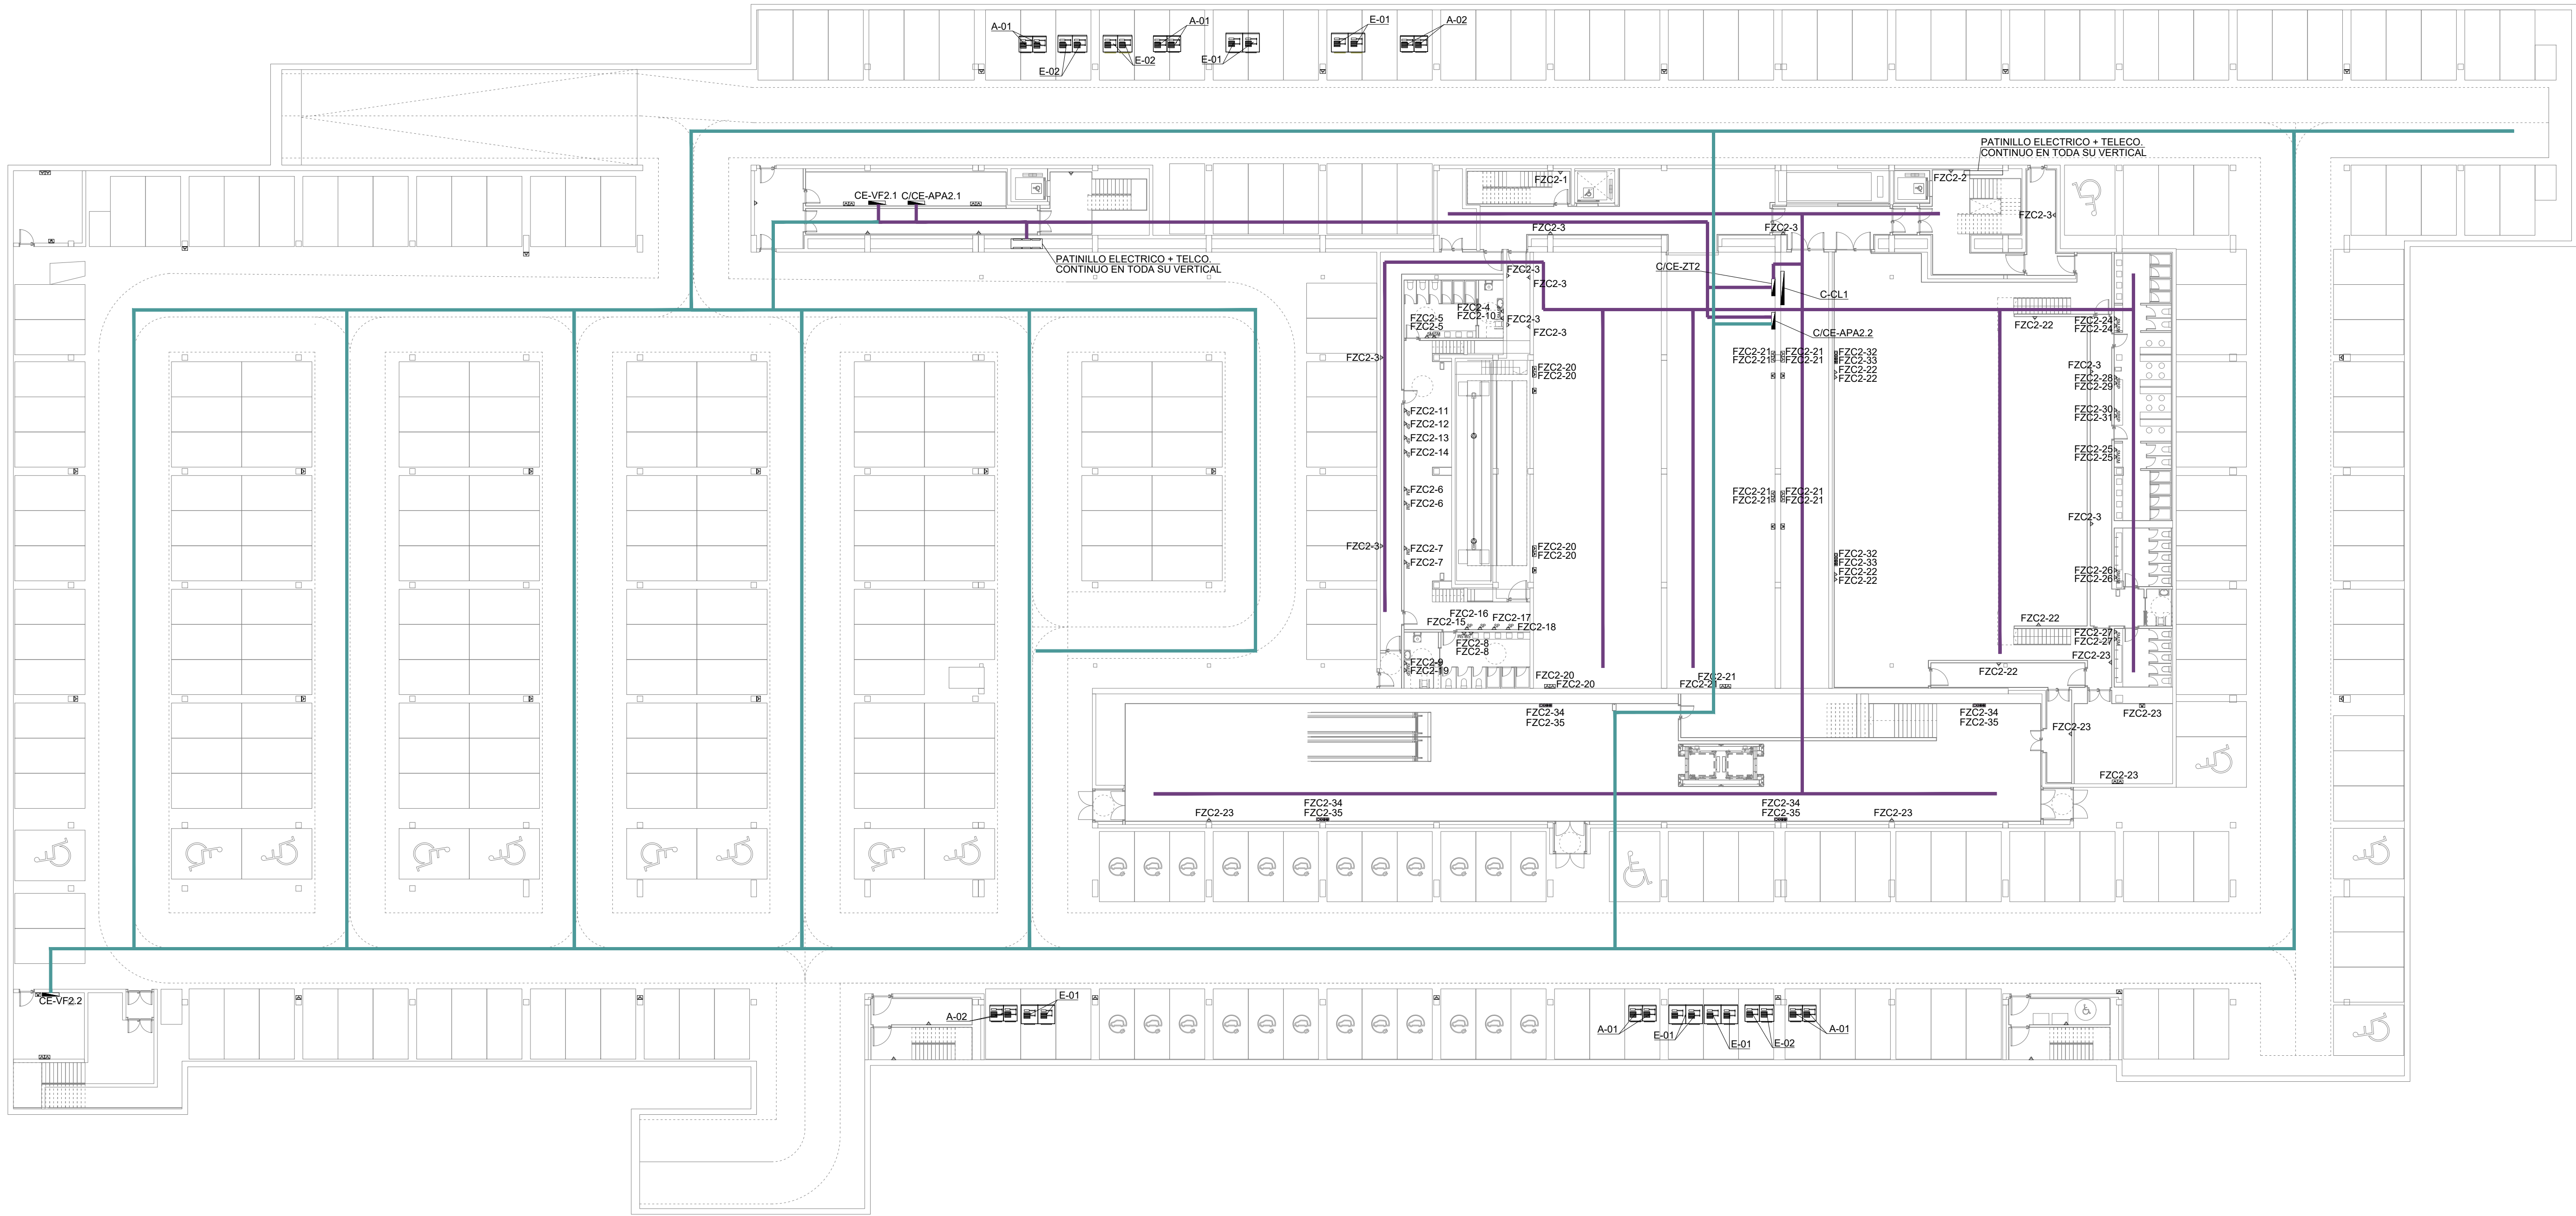 A-01
E-02
E-02
A-01
E-01
E-01
A-02
PATINILLO ELECTRICO + TELECO.
CONTINUO EN TODA SU VERTICAL
CE-VF2.1
C/CE-APA2.1
FZC2-1
FZC2-2
FZC2-3
FZC2-3
FZC2-3
PATINILLO ELECTRICO + TELCO.
CONTINUO EN TODA SU VERTICAL
C/CE-ZT2
C-CL1
C/CE-APA2.2
FZC2-3
FZC2-3
FZC2-4
FZC2-10
FZC2-5
FZC2-5
FZC2-3
FZC2-3
FZC2-22
FZC2-24
FZC2-24
FZC2-3
FZC2-20
FZC2-20
FZC2-21
FZC2-21
FZC2-21
FZC2-21
FZC2-32
FZC2-33
FZC2-22
FZC2-22
FZC2-3
FZC2-28
FZC2-29
FZC2-30
FZC2-31
FZC2-11
FZC2-12
FZC2-13
FZC2-14
FZC2-25
FZC2-25
FZC2-6
FZC2-6
FZC2-21
FZC2-21
FZC2-21
FZC2-21
FZC2-3
FZC2-3
FZC2-7
FZC2-7
FZC2-20
FZC2-20
FZC2-32
FZC2-33
FZC2-22
FZC2-22
FZC2-26
FZC2-26
FZC2-16
FZC2-15
FZC2-17
FZC2-18
FZC2-8
FZC2-8
FZC2-22
FZC2-27
FZC2-27
FZC2-9
FZC2-19
FZC2-23
FZC2-22
FZC2-20
FZC2-20
FZC2-21
FZC2-21
FZC2-34
FZC2-35
FZC2-34
FZC2-35
FZC2-23
FZC2-23
FZC2-23
FZC2-23
FZC2-34
FZC2-35
FZC2-34
FZC2-35
FZC2-23
CE-VF2.2
A-02
E-01
A-01
E-01
E-01
E-02
A-01